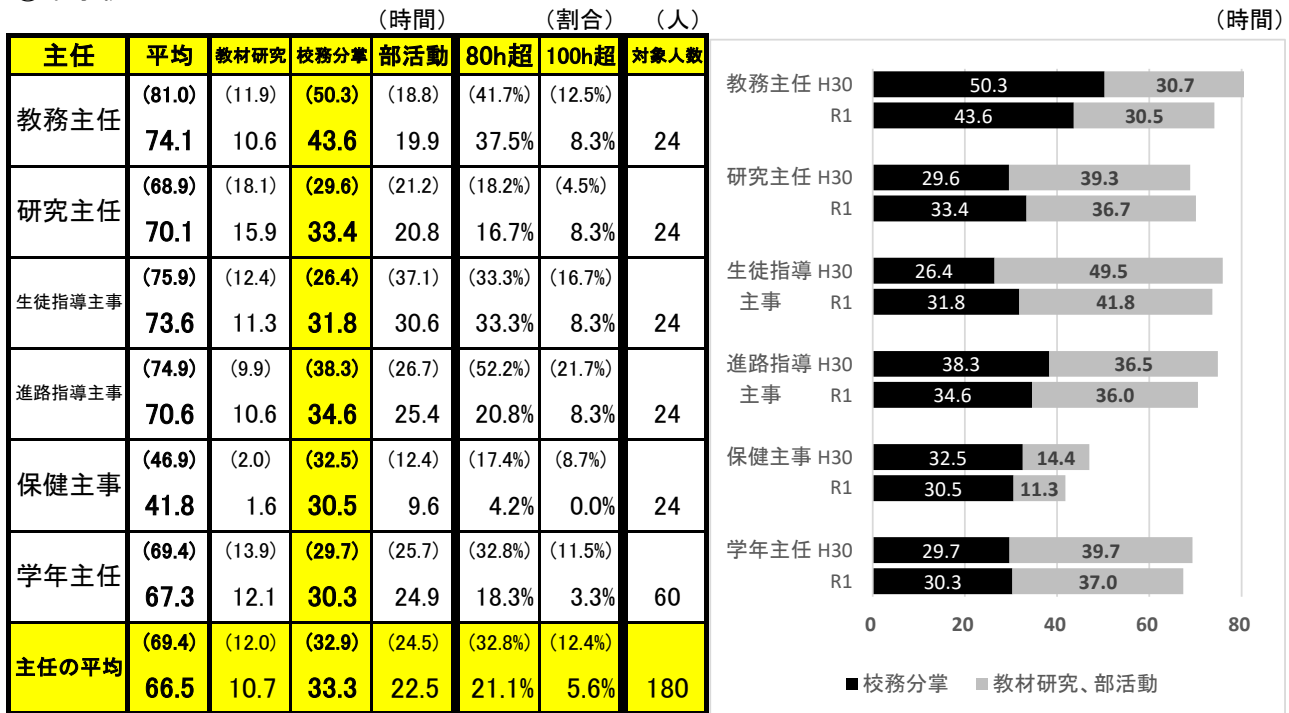 (時間) (割合) (人)
主任 平均 教材研究 校務分掌 部活動 80h超 100h超 対象人数
教務主任
(81.0) (11.9) (50.3) (18.8) (41.7%) (12.5%)
74.1 10.6 43.6 19.9 37.5% 8.3% 24
研究主任
(68.9) (18.1) (29.6) (21.2) (18.2%) (4.5%)
70.1 15.9 33.4 20.8 16.7% 8.3% 24
生徒指導主事
(75.9) (12.4) (26.4) (37.1) (33.3%) (16.7%)
73.6 11.3 31.8 30.6 33.3% 8.3% 24
進路指導主事
(74.9) (9.9) (38.3) (26.7) (52.2%) (21.7%)
70.6 10.6 34.6 25.4 20.8% 8.3% 24
保健主事
(46.9) (2.0) (32.5) (12.4) (17.4%) (8.7%)
41.8 1.6 30.5 9.6 4.2% 0.0% 24
学年主任
(69.4) (13.9) (29.7) (25.7) (32.8%) (11.5%)
67.3 12.1 30.3 24.9 18.3% 3.3% 60
主任の平均
(69.4) (12.0) (32.9) (24.5) (32.8%) (12.4%)
66.5 10.7 33.3 22.5 21.1% 5.6% 180
(時間)
教務主任 H30 50.3 30.7
R1 43.6 30.5
研究主任 H30 29.6 39.3
R1 33.4 36.7
生徒指導 H30 26.4 49.5
主事 R1 31.8 41.8
進路指導 H30 38.3 36.5
主事 R1 34.6 36.0
保健主事 H30 32.5 14.4
R1 30.5 11.3
学年主任 H30 29.7 39.7
R1 30.3 37.0
0 20 40 60 80
■校務分掌 ■教材研究、部活動